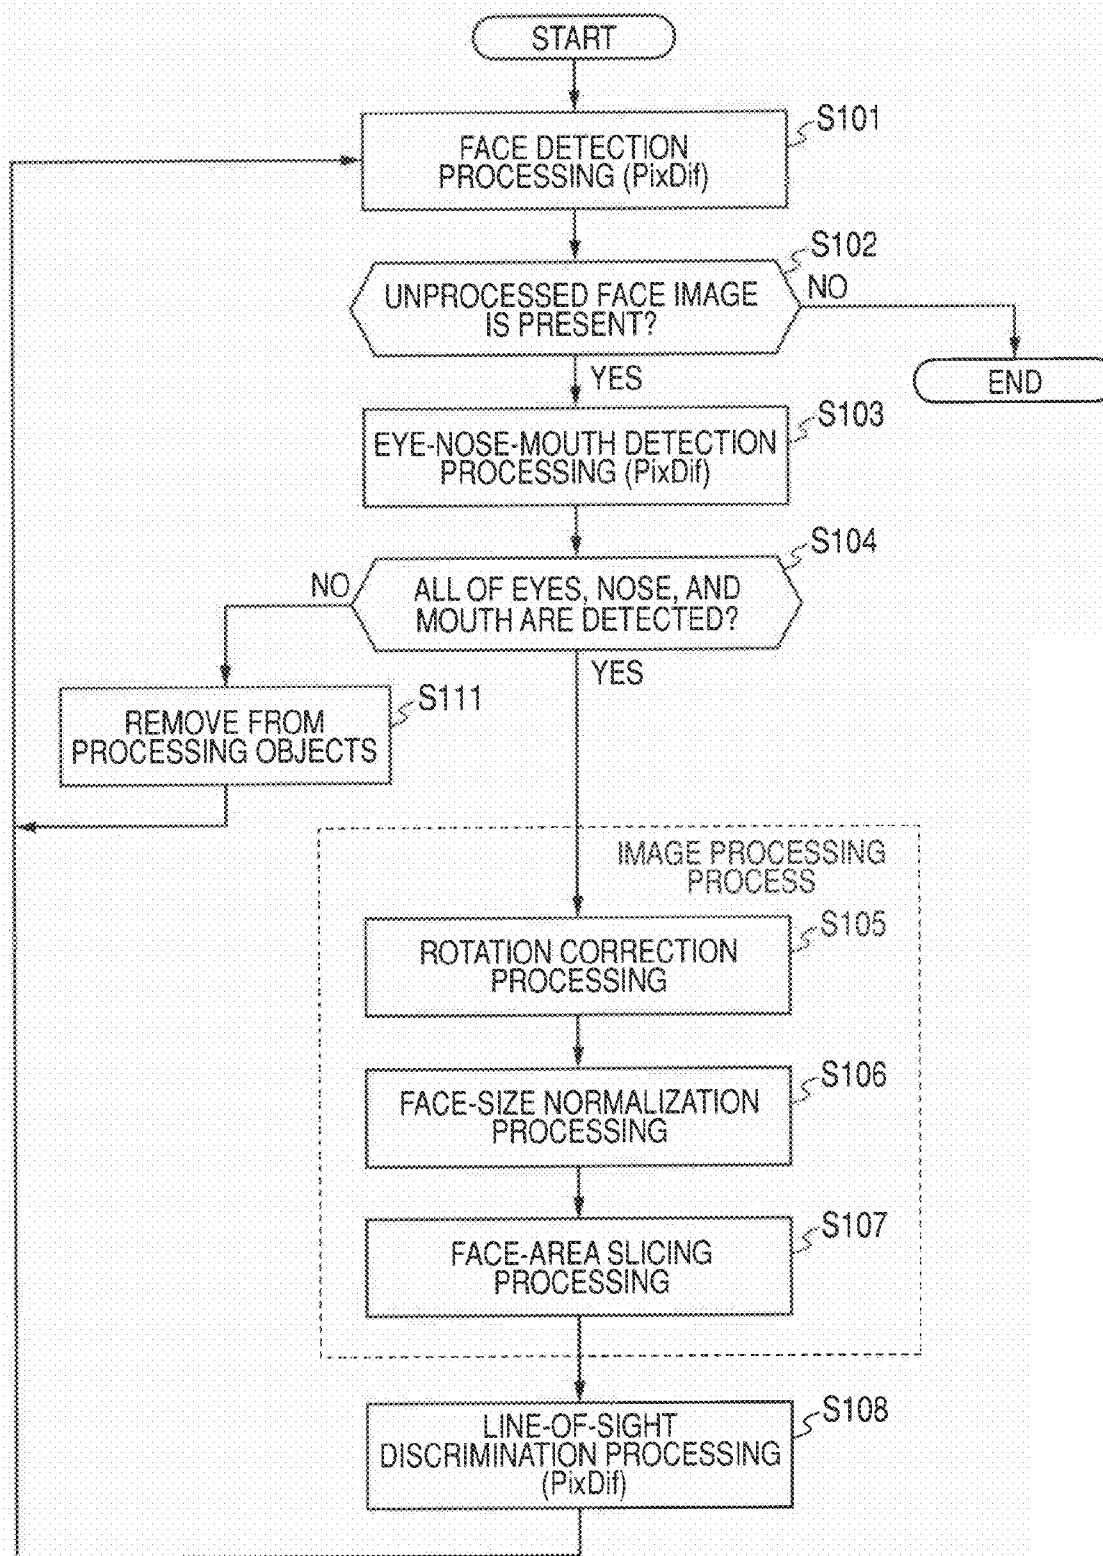 START
S101
FACE DETECTION
PROCESSING (PixDif)
S102
UNPROCESSED FACE IMAGE
IS PRESENT?
NO
YES
END
S103
EYE-NOSE-MOUTH DETECTION
PROCESSING (PixDif)
S104
NO
ALL OF EYES, NOSE, AND
MOUTH ARE DETECTED?
YES
S111
REMOVE FROM
PROCESSING OBJECTS
IMAGE PROCESSING
PROCESS
S105
ROTATION CORRECTION
PROCESSING
S106
FACE-SIZE NORMALIZATION
PROCESSING
S107
FACE-AREA SLICING
PROCESSING
S108
LINE-OF-SIGHT
DISCRIMINATION PROCESSING
(PixDif)